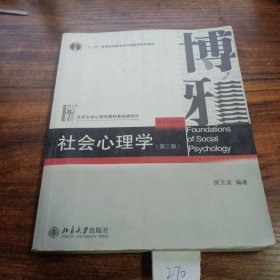 "十二五"普通高等教育本科国家级规划教材
博雅
北京大学心理学教材基础课部分
社会心理学（第三版）
Foundations
of Social
Psychology
侯玉波 编著
北京大学出版社
270